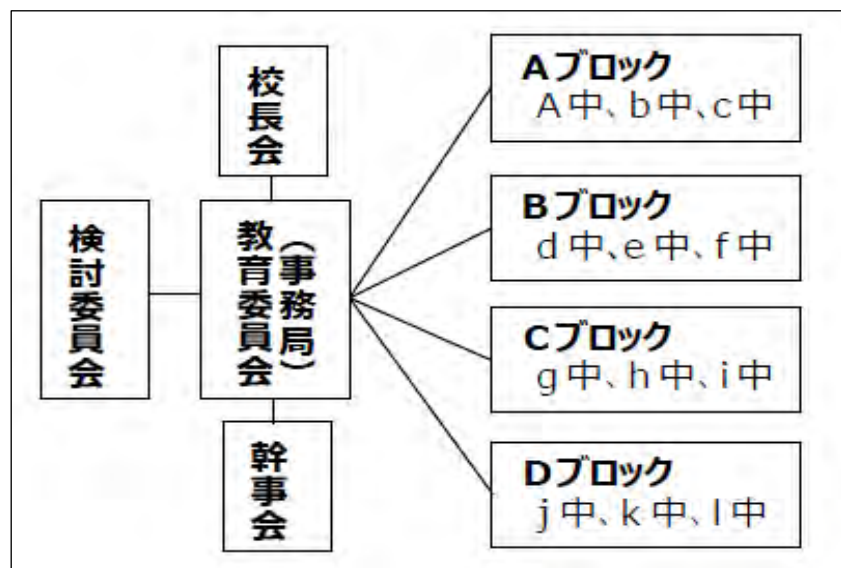 校長会
検討委員会
教育委員会
（事務局）
幹事会
Aブロック
A中、b中、c中
Bブロック
d中、e中、f中
Cブロック
g中、h中、i中
Dブロック
j中、k中、l中